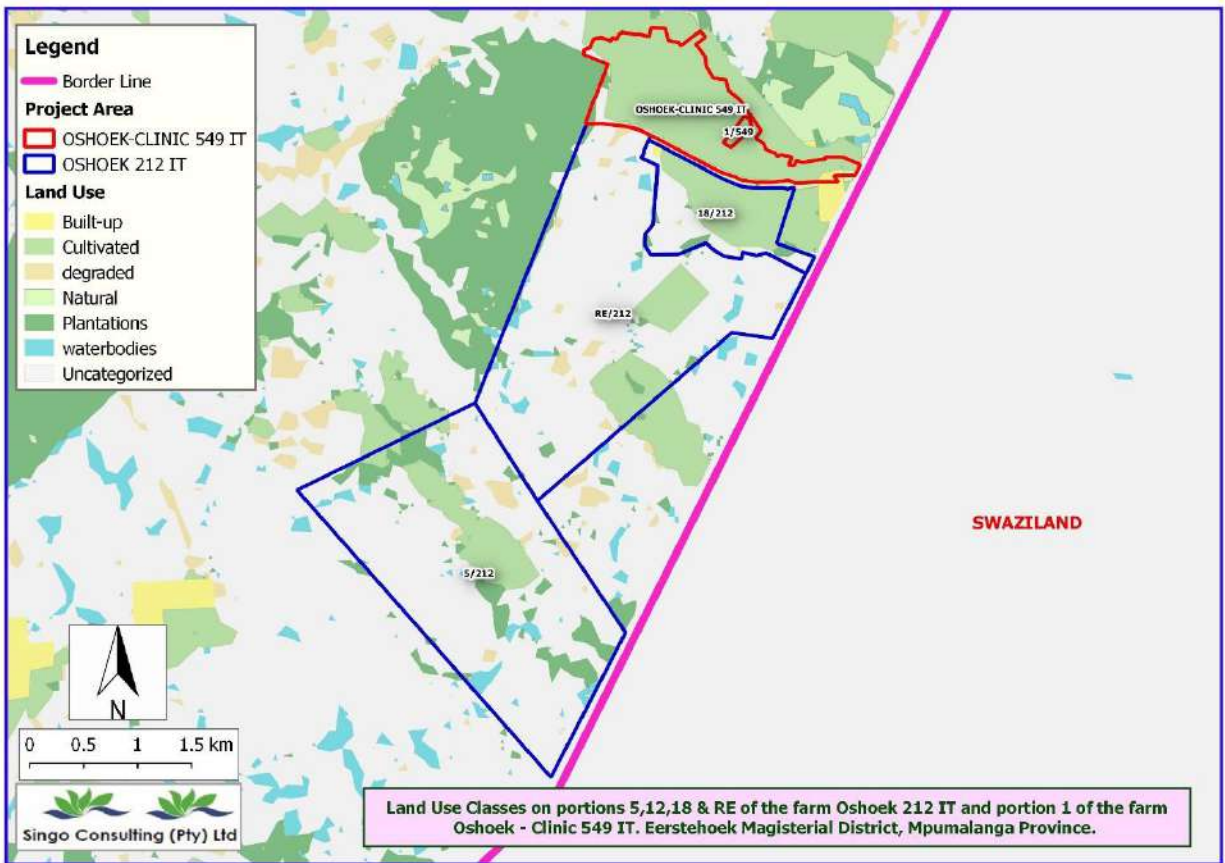 Legend
Border Line
Project Area
OSHOEK-CLINIC 549 IT
OSHOEK 212 IT
Land Use
Built-up
Cultivated
degraded
Natural
Plantations
waterbodies
Uncategorized
OSHOEK-CLINIC 549 IT
1/549
18/212
RE/212
5/212
SWAZILAND
N
0 0.5 1 1.5 km
Singo Consulting (Pty) Ltd
Land Use Classes on portions 5,12,18 & RE of the farm Oshoek 212 IT and portion 1 of the farm
Oshoek - Clinic 549 IT. Eerstehoek Magisterial District, Mpumalanga Province.